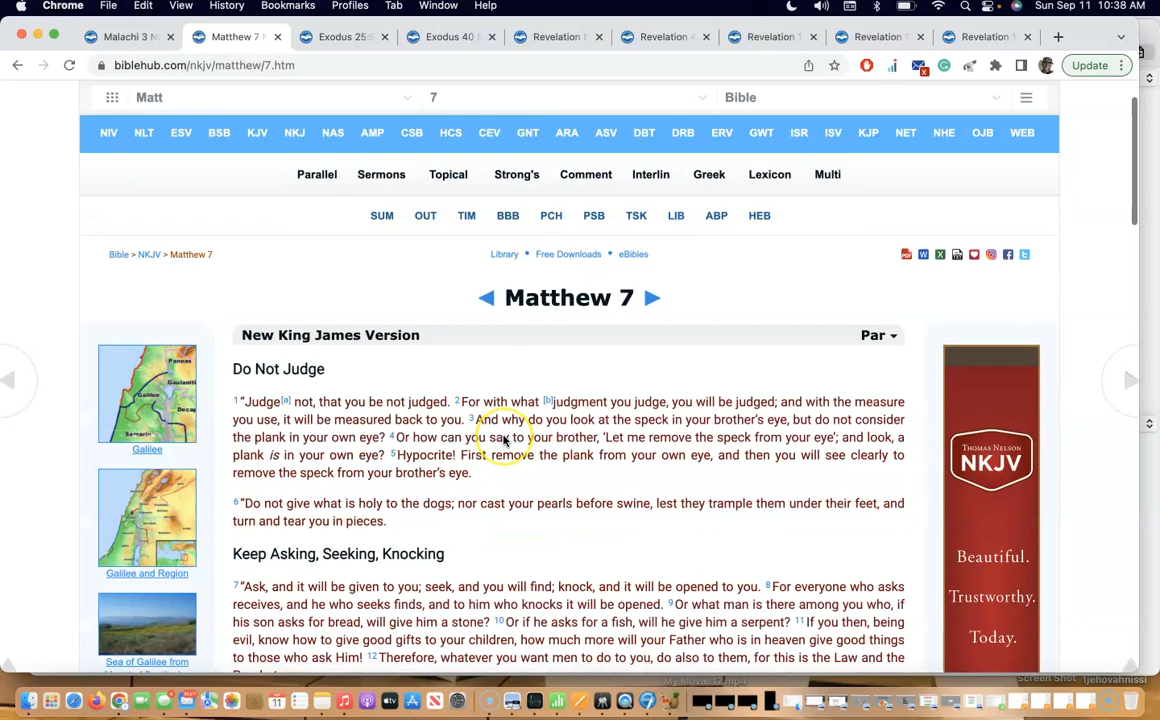 Chrome File Edit View History Bookmarks Profiles Tab Window Help Sun Sep 11 10:38 AM
Malachi 3 N Matthew 7 Exodus 25:9 Exodus 40 Revelation Revelation 4 Revelation 1 Revelation 1 Revelation 1
biblehub.com/nkjv/matthew/7.htm Update
Matt 7 Bible
NIV NLT ESV BSB KJV NKJ NAS AMP CSB HCS CEV GNT ARA ASV DBT DRB ERV GWT ISR ISV KJP NET NHE OJB WEB
Parallel Sermons Topical Strong's Comment Interlin Greek Lexicon Multi
SUM OUT TIM BBB PCH PSB TSK LIB ABP HEB
Bible > NKJV > Matthew 7 Library • Free Downloads • eBibles
◄ Matthew 7 ►
New King James Version Par
Do Not Judge
1 “Judge[a] not, that you be not judged. 2 For with what [b]judgment you judge, you will be judged; and with the measure
you use, it will be measured back to you. 3 And why do you look at the speck in your brother’s eye, but do not consider
the plank in your own eye? 4 Or how can you say to your brother, ‘Let me remove the speck from your eye’; and look, a
plank is in your own eye? 5 Hypocrite! First remove the plank from your own eye, and then you will see clearly to
remove the speck from your brother’s eye.
6 “Do not give what is holy to the dogs; nor cast your pearls before swine, lest they trample them under their feet, and
turn and tear you in pieces.
Keep Asking, Seeking, Knocking
7 “Ask, and it will be given to you; seek, and you will find; knock, and it will be opened to you. 8 For everyone who asks
receives, and he who seeks finds, and to him who knocks it will be opened. 9 Or what man is there among you who, if
his son asks for bread, will give him a stone? 10 Or if he asks for a fish, will he give him a serpent? 11 If you then, being
evil, know how to give good gifts to your children, how much more will your Father who is in heaven give good things
to those who ask Him! 12 Therefore, whatever you want men to do to you, do also to them, for this is the Law and the
Galilee
Galilee and Region
Sea of Galilee from
THOMAS NELSON
NKJV
Beautiful.
Trustworthy.
Today.
My Movie 17.mp4
Screen Shot 1jehovahnissi